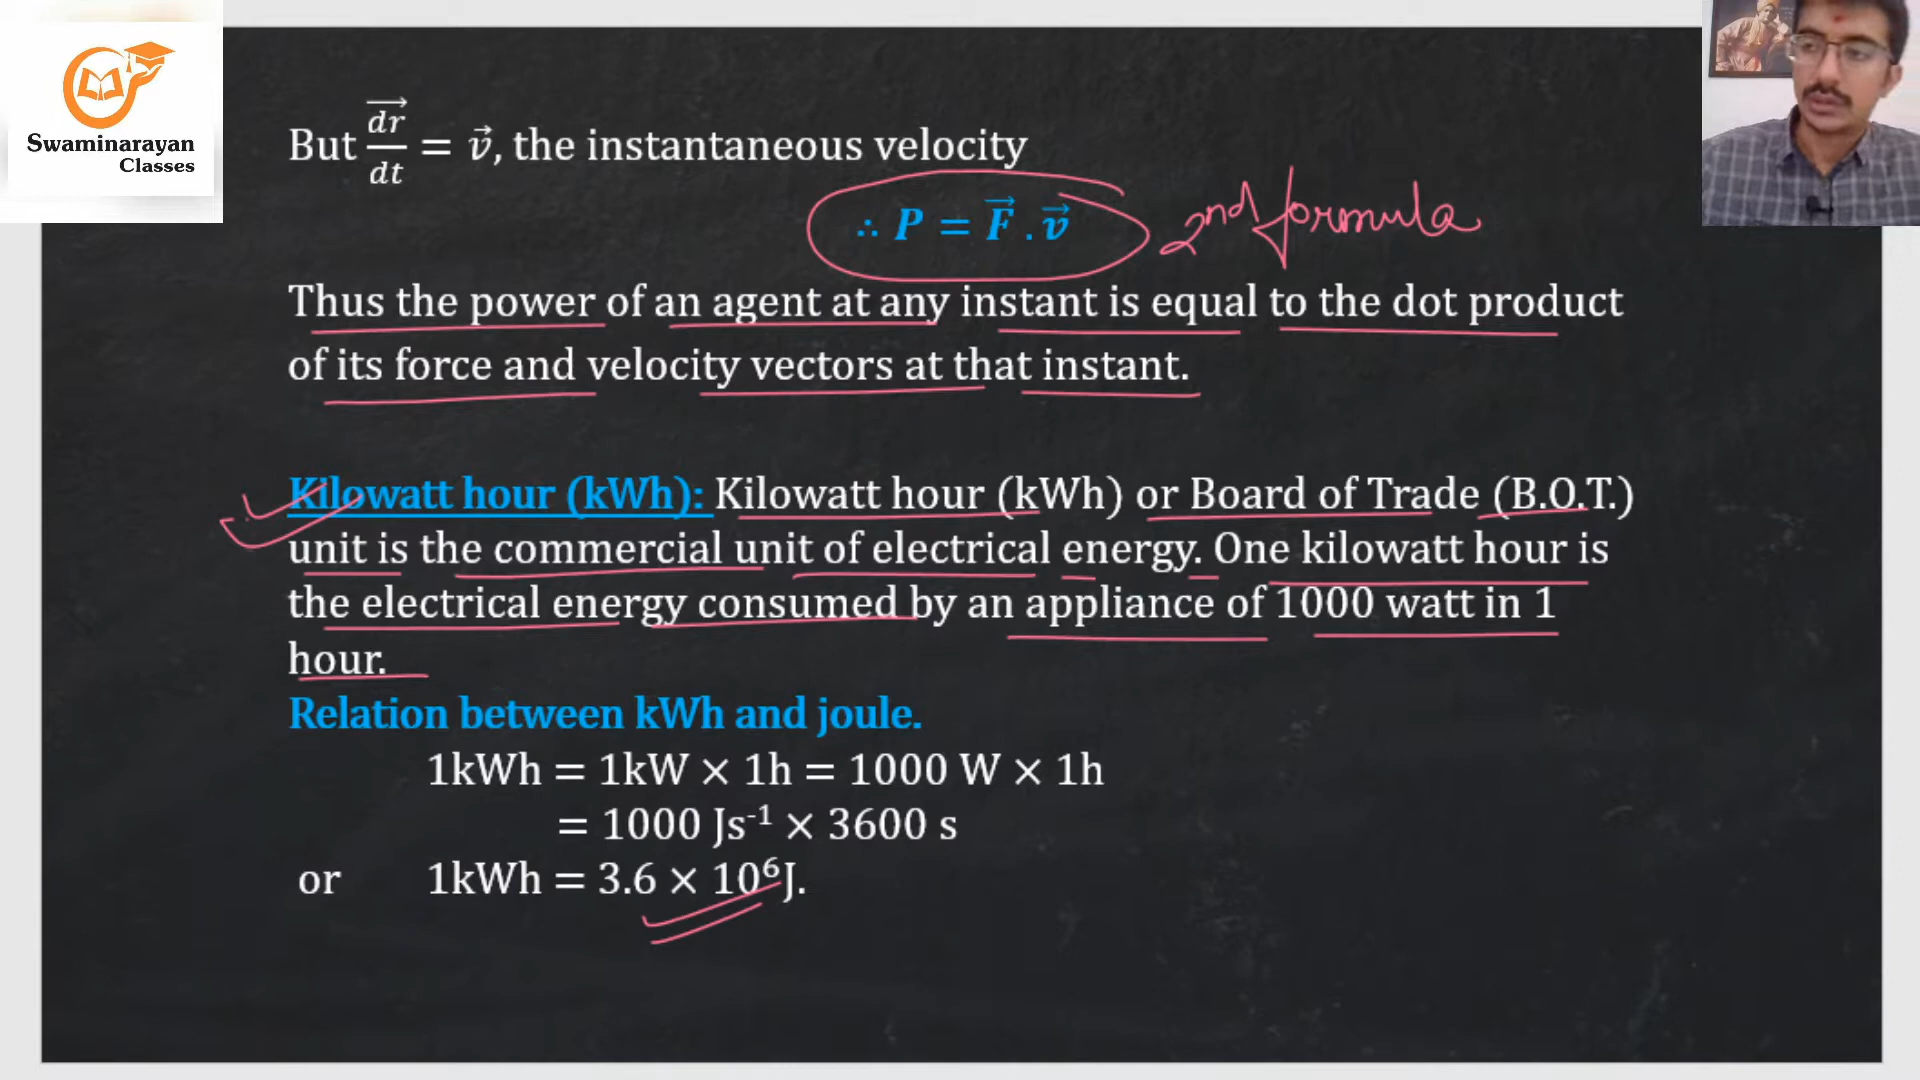 Swaminarayan
Classes
But \frac{\vec{dr}}{dt} = \vec{v}, the instantaneous velocity
∴ P = \vec{F} . \vec{v}
2nd formula
Thus the power of an agent at any instant is equal to the dot product
of its force and velocity vectors at that instant.
Kilowatt hour (kWh): Kilowatt hour (kWh) or Board of Trade (B.O.T.)
unit is the commercial unit of electrical energy. One kilowatt hour is
the electrical energy consumed by an appliance of 1000 watt in 1
hour.
Relation between kWh and joule.
1kWh = 1kW × 1h = 1000 W × 1h
= 1000 Js⁻¹ × 3600 s
or 1kWh = 3.6 × 10⁶J.